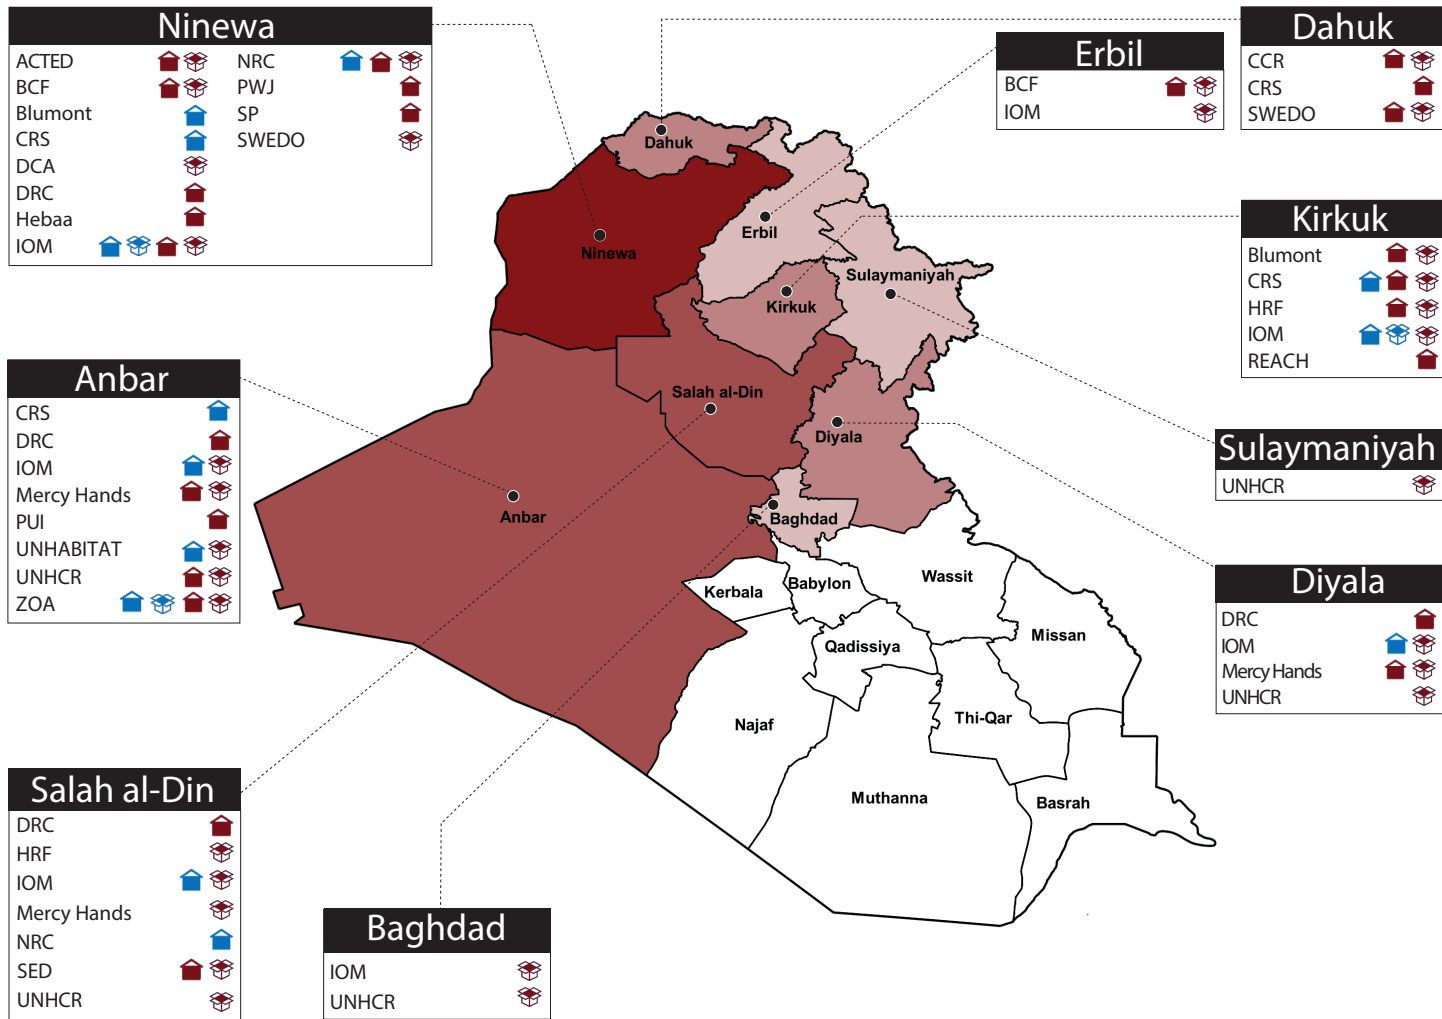 Ninewa
ACTED
BCF
Blumont
CRS
DCA
DRC
Hebaa
IOM
NRC
PWJ
SP
SWEDO
Erbil
BCF
IOM
Dahuk
CCR
CRS
SWEDO
Kirkuk
Blumont
CRS
HRF
IOM
REACH
Anbar
CRS
DRC
IOM
Mercy Hands
PUI
UNHABITAT
UNHCR
ZOA
Sulaymaniyah
UNHCR
Diyala
DRC
IOM
Mercy Hands
UNHCR
Salah al-Din
DRC
HRF
IOM
Mercy Hands
NRC
SED
UNHCR
Baghdad
IOM
UNHCR
Dahuk
Ninewa
Erbil
Sulaymaniyah
Kirkuk
Salah al-Din
Diyala
Anbar
Baghdad
Kerbala
Babylon
Wassit
Qadissiya
Missan
Najaf
Thi-Qar
Muthanna
Basrah